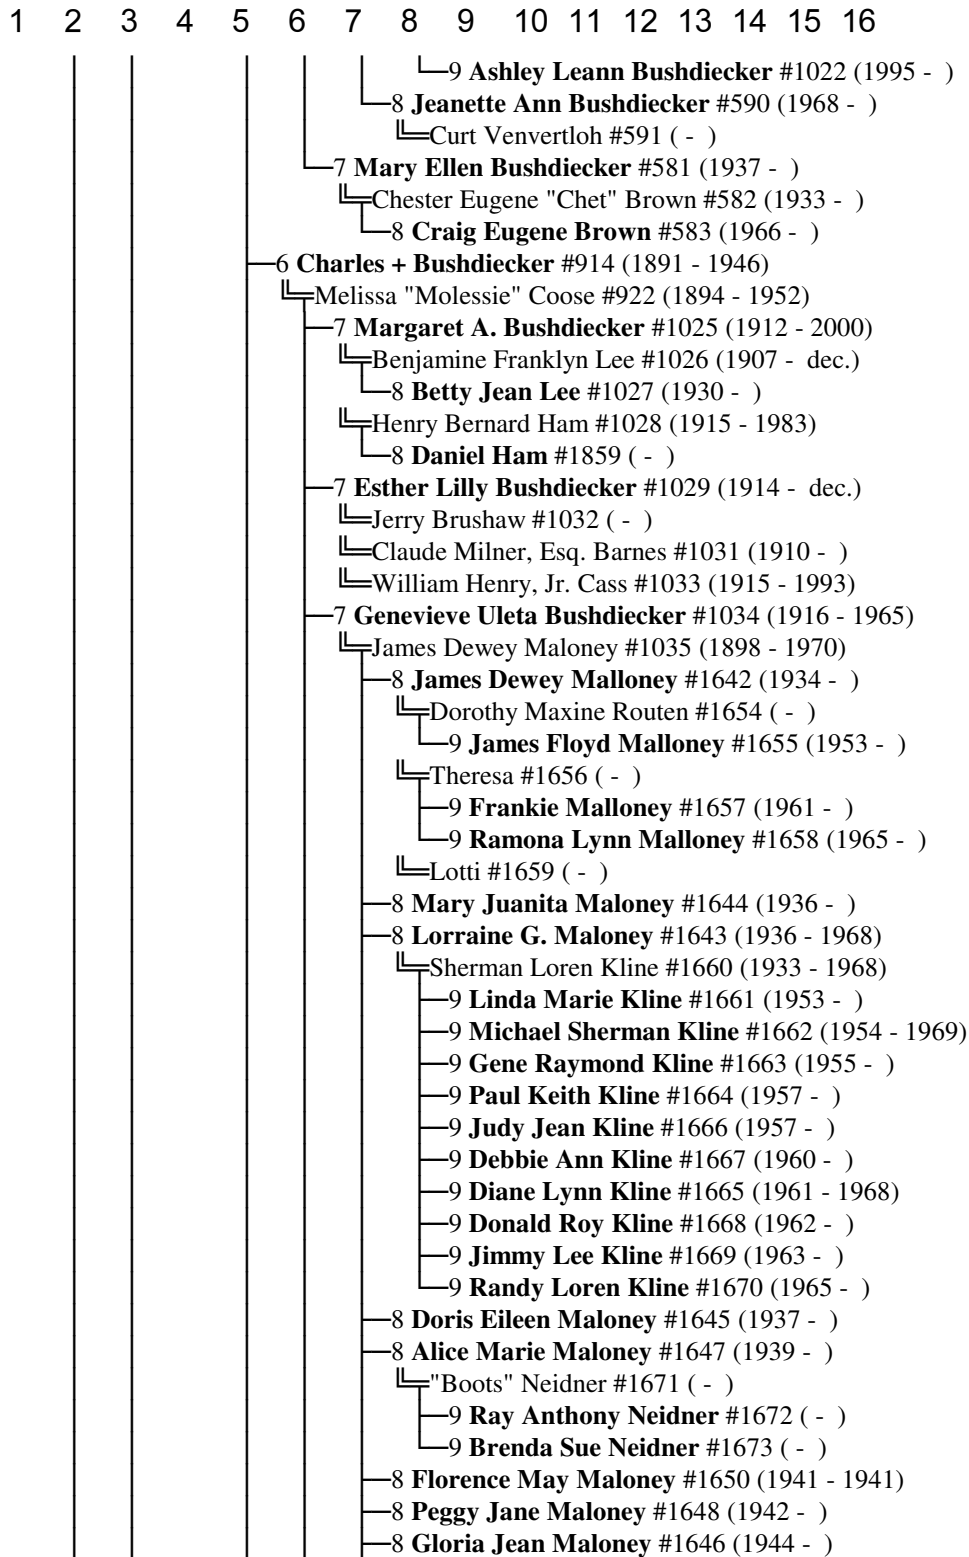 1 2 3 4 5 6 7 8 9 10 11 12 13 14 15 16
9 Ashley Leann Bushdiecker #1022 (1995 - )
8 Jeanette Ann Bushdiecker #590 (1968 - )
Curt Venvertloh #591 ( - )
7 Mary Ellen Bushdiecker #581 (1937 - )
Chester Eugene "Chet" Brown #582 (1933 - )
8 Craig Eugene Brown #583 (1966 - )
6 Charles + Bushdiecker #914 (1891 - 1946)
Melissa "Molessie" Coose #922 (1894 - 1952)
7 Margaret A. Bushdiecker #1025 (1912 - 2000)
Benjamine Franklyn Lee #1026 (1907 - dec.)
8 Betty Jean Lee #1027 (1930 - )
Henry Bernard Ham #1028 (1915 - 1983)
8 Daniel Ham #1859 ( - )
7 Esther Lilly Bushdiecker #1029 (1914 - dec.)
Jerry Brushaw #1032 ( - )
Claude Milner, Esq. Barnes #1031 (1910 - )
William Henry, Jr. Cass #1033 (1915 - 1993)
7 Genevieve Uleta Bushdiecker #1034 (1916 - 1965)
James Dewey Maloney #1035 (1898 - 1970)
8 James Dewey Malloney #1642 (1934 - )
Dorothy Maxine Routen #1654 ( - )
9 James Floyd Malloney #1655 (1953 - )
Theresa #1656 ( - )
9 Frankie Malloney #1657 (1961 - )
9 Ramona Lynn Malloney #1658 (1965 - )
Lotti #1659 ( - )
8 Mary Juanita Maloney #1644 (1936 - )
8 Lorraine G. Maloney #1643 (1936 - 1968)
Sherman Loren Kline #1660 (1933 - 1968)
9 Linda Marie Kline #1661 (1953 - )
9 Michael Sherman Kline #1662 (1954 - 1969)
9 Gene Raymond Kline #1663 (1955 - )
9 Paul Keith Kline #1664 (1957 - )
9 Judy Jean Kline #1666 (1957 - )
9 Debbie Ann Kline #1667 (1960 - )
9 Diane Lynn Kline #1665 (1961 - 1968)
9 Donald Roy Kline #1668 (1962 - )
9 Jimmy Lee Kline #1669 (1963 - )
9 Randy Loren Kline #1670 (1965 - )
8 Doris Eileen Maloney #1645 (1937 - )
8 Alice Marie Maloney #1647 (1939 - )
"Boots" Neidner #1671 ( - )
9 Ray Anthony Neidner #1672 ( - )
9 Brenda Sue Neidner #1673 ( - )
8 Florence May Maloney #1650 (1941 - 1941)
8 Peggy Jane Maloney #1648 (1942 - )
8 Gloria Jean Maloney #1646 (1944 - )